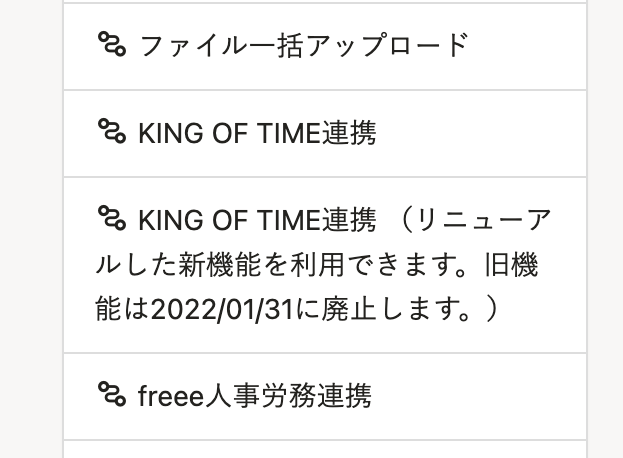 ファイル一括アップロード
KING OF TIME連携
KING OF TIME連携 （リニューア
ルした新機能を利用できます。旧機
能は2022/01/31に廃止します。）
freee人事労務連携